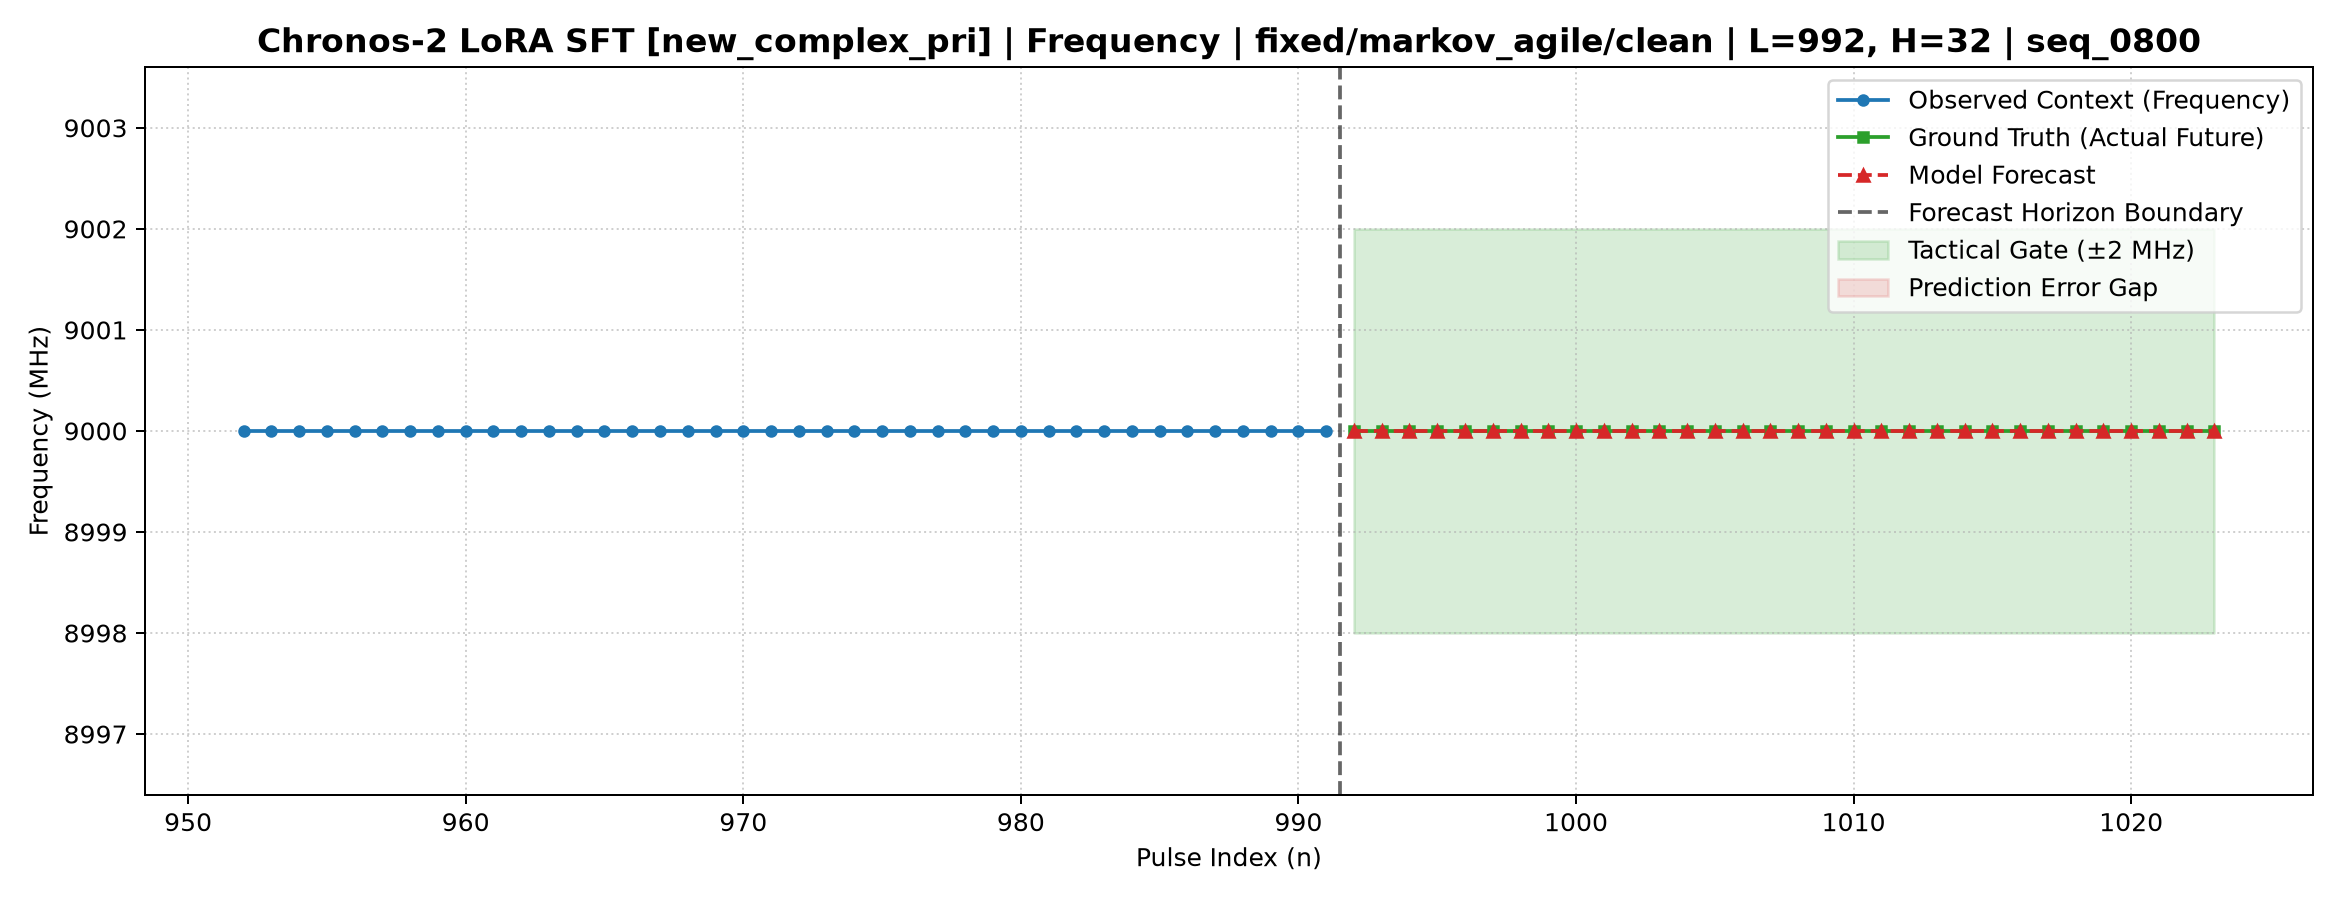 Chronos-2 LoRA SFT [new_complex_pri] | Frequency | fixed/markov_agile/clean | L=992, H=32 | seq_0800
Observed Context (Frequency)
Ground Truth (Actual Future)
Model Forecast
Forecast Horizon Boundary
Tactical Gate (±2 MHz)
Prediction Error Gap
Frequency (MHz)
9003
9002
9001
9000
8999
8998
8997
950 960 970 980 990 1000 1010 1020
Pulse Index (n)